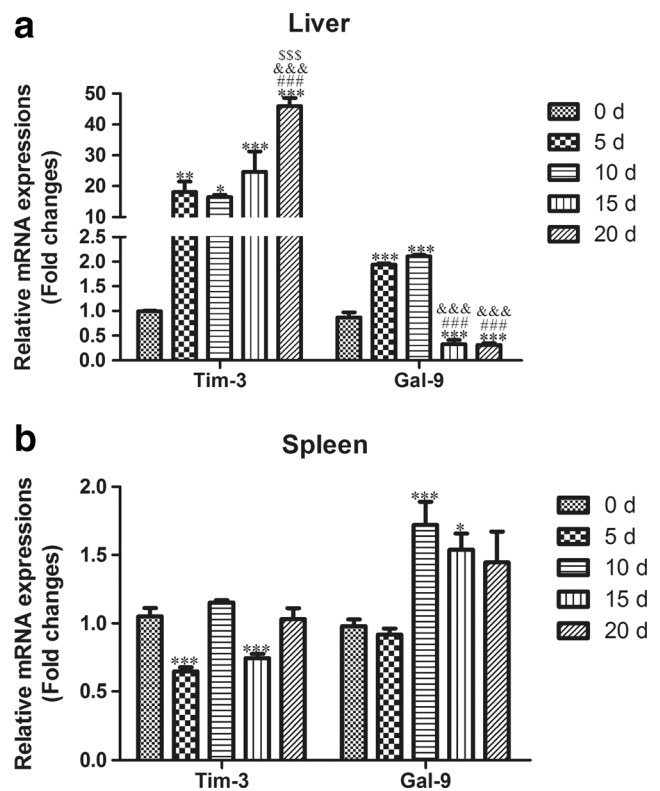 a
Liver
Relative mRNA expressions
(Fold changes)
50
40
30
20
10
2.5
2.0
1.5
1.0
0.5
0.0
**
*
***
$$$
&&&
###
***
***
***
&&&
###
***
&&&
###
***
Tim-3
Gal-9
0 d
5 d
10 d
15 d
20 d
b
Spleen
Relative mRNA expressions
(Fold changes)
2.0
1.5
1.0
0.5
0.0
***
***
***
*
Tim-3
Gal-9
0 d
5 d
10 d
15 d
20 d